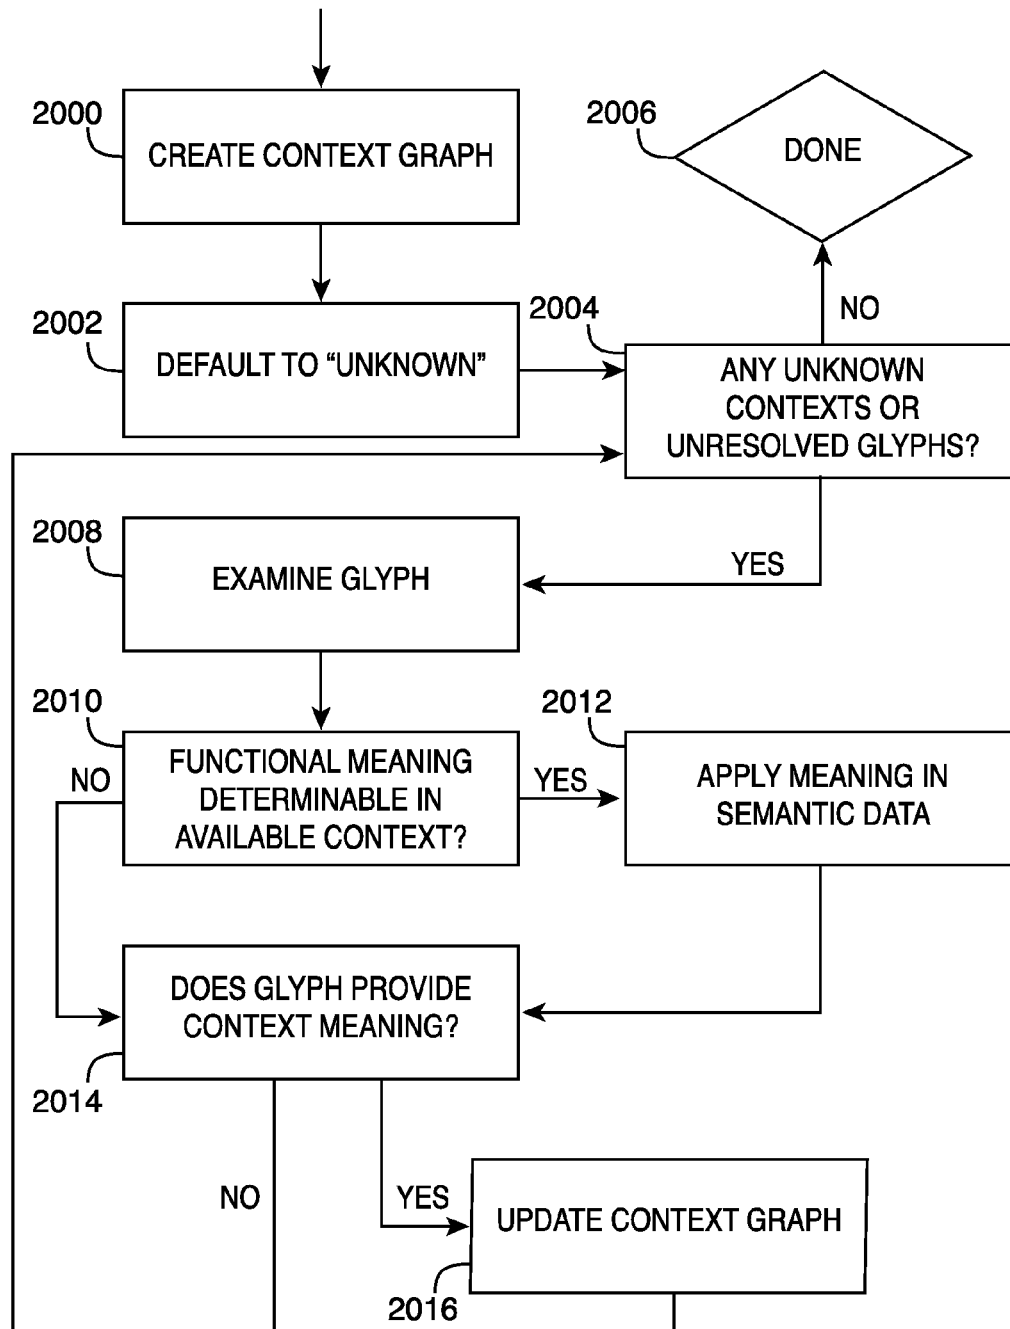 2000
CREATE CONTEXT GRAPH
2006
DONE
2002
DEFAULT TO “UNKNOWN”
2004
NO
ANY UNKNOWN
CONTEXTS OR
UNRESOLVED GLYPHS?
2008
EXAMINE GLYPH
YES
2010
NO
FUNCTIONAL MEANING
DETERMINABLE IN
AVAILABLE CONTEXT?
YES
2012
APPLY MEANING IN
SEMANTIC DATA
DOES GLYPH PROVIDE
CONTEXT MEANING?
2014
NO
YES
UPDATE CONTEXT GRAPH
2016